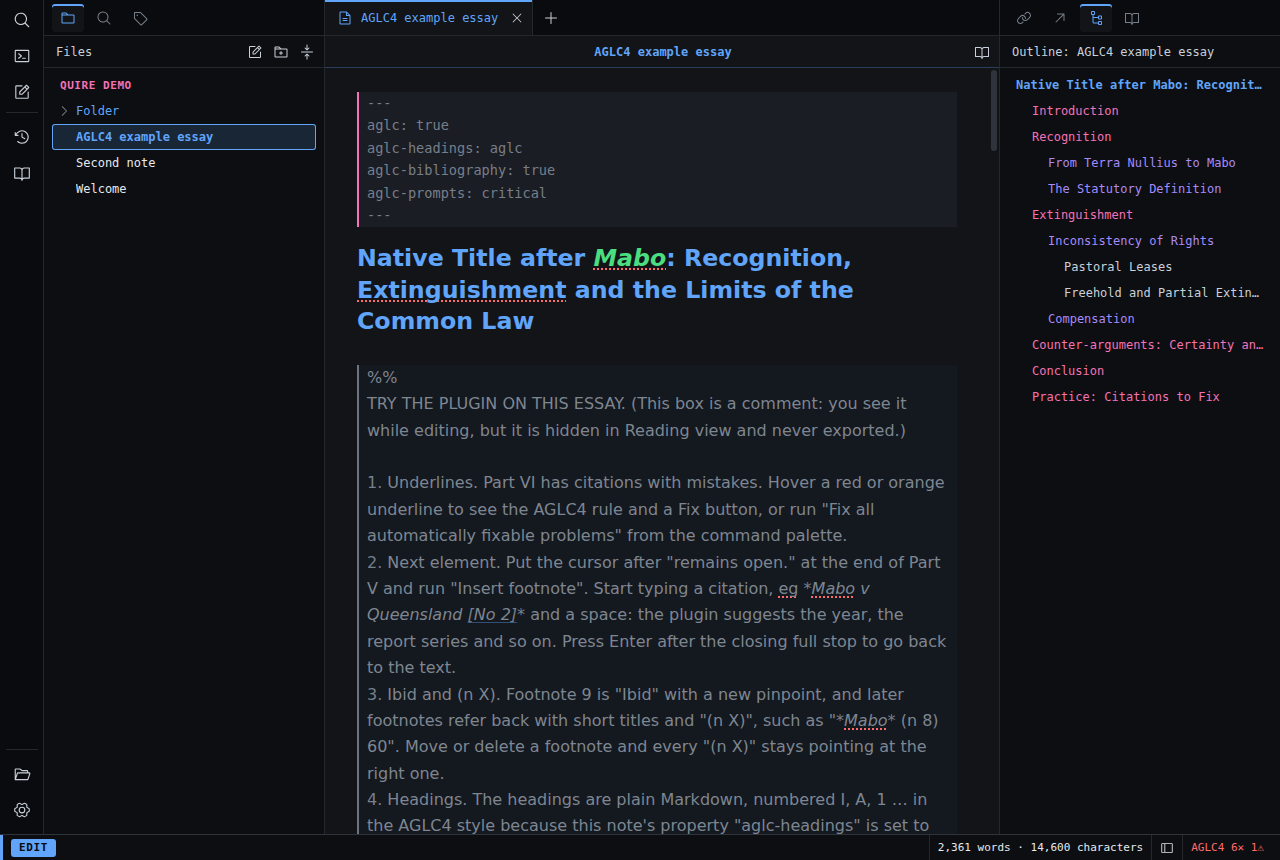 AGLC4 example essay
Files
AGLC4 example essay
Outline: AGLC4 example essay
QUIRE DEMO
Folder
AGLC4 example essay
Second note
Welcome
---
aglc: true
aglc-headings: aglc
aglc-bibliography: true
aglc-prompts: critical
---
Native Title after Mabo: Recognition,
Extinguishment and the Limits of the
Common Law
%%
TRY THE PLUGIN ON THIS ESSAY. (This box is a comment: you see it
while editing, but it is hidden in Reading view and never exported.)
1. Underlines. Part VI has citations with mistakes. Hover a red or orange
underline to see the AGLC4 rule and a Fix button, or run "Fix all
automatically fixable problems" from the command palette.
2. Next element. Put the cursor after "remains open." at the end of Part
V and run "Insert footnote". Start typing a citation, eg *Mabo v
Queensland [No 2]* and a space: the plugin suggests the year, the
report series and so on. Press Enter after the closing full stop to go back
to the text.
3. Ibid and (n X). Footnote 9 is "Ibid" with a new pinpoint, and later
footnotes refer back with short titles and "(n X)", such as "*Mabo* (n 8)
60". Move or delete a footnote and every "(n X)" stays pointing at the
right one.
4. Headings. The headings are plain Markdown, numbered I, A, 1 … in
the AGLC4 style because this note's property "aglc-headings" is set to
Native Title after Mabo: Recognit…
Introduction
Recognition
From Terra Nullius to Mabo
The Statutory Definition
Extinguishment
Inconsistency of Rights
Pastoral Leases
Freehold and Partial Extin…
Compensation
Counter-arguments: Certainty an…
Conclusion
Practice: Citations to Fix
EDIT
2,361 words · 14,600 characters
AGLC4 6× 1⚠